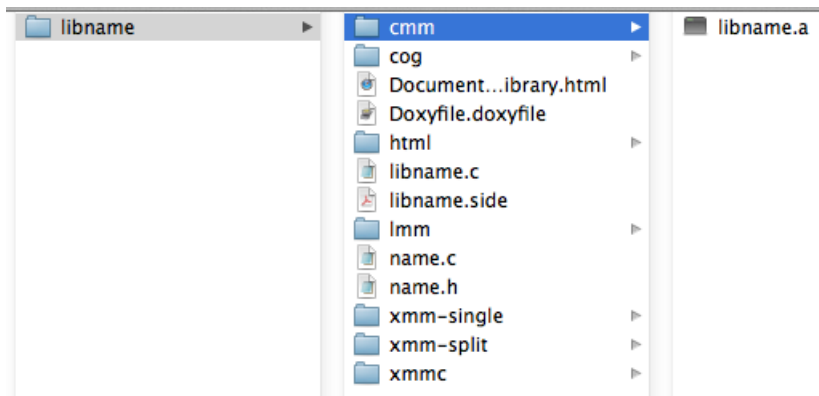 libname
cmm
cog
Document...ibrary.html
Doxyfile.doxyfile
html
libname.c
libname.side
lmm
name.c
name.h
xmm-single
xmm-split
xmmc
libname.a